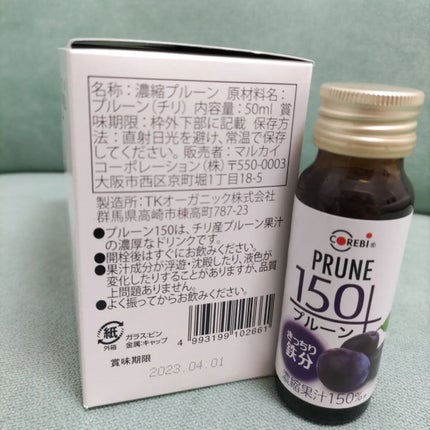 名称：濃縮プルーン 原材料名：
プルーン（チリ） 内容量：50ml 賞
味期限：枠外下部に記載 保存方
法：直射日光を避け、常温で保存
してください。販売者：マルカイ
コーポレーション（株）〒550-0003
大阪市西区京町堀1丁目18-5
製造所：TKオーガニック株式会社
群馬県高崎市棟高町787-23
●プルーン150は、チリ産プルーン果汁
の濃厚なドリンクです。
●開栓後はすぐにお飲みください。
●果汁成分が浮遊・沈殿したり、液色が
変化したりすることがありますが、品質
上問題ありません。
●よく振ってからお飲みください。
紙
外箱
ガラス:ビン
金属:キャップ
4 993199 102661
賞味期限
2023.04.01
COREBI®
PRUNE
150+
プルーン
きっちり
鉄分
濃縮果汁150%